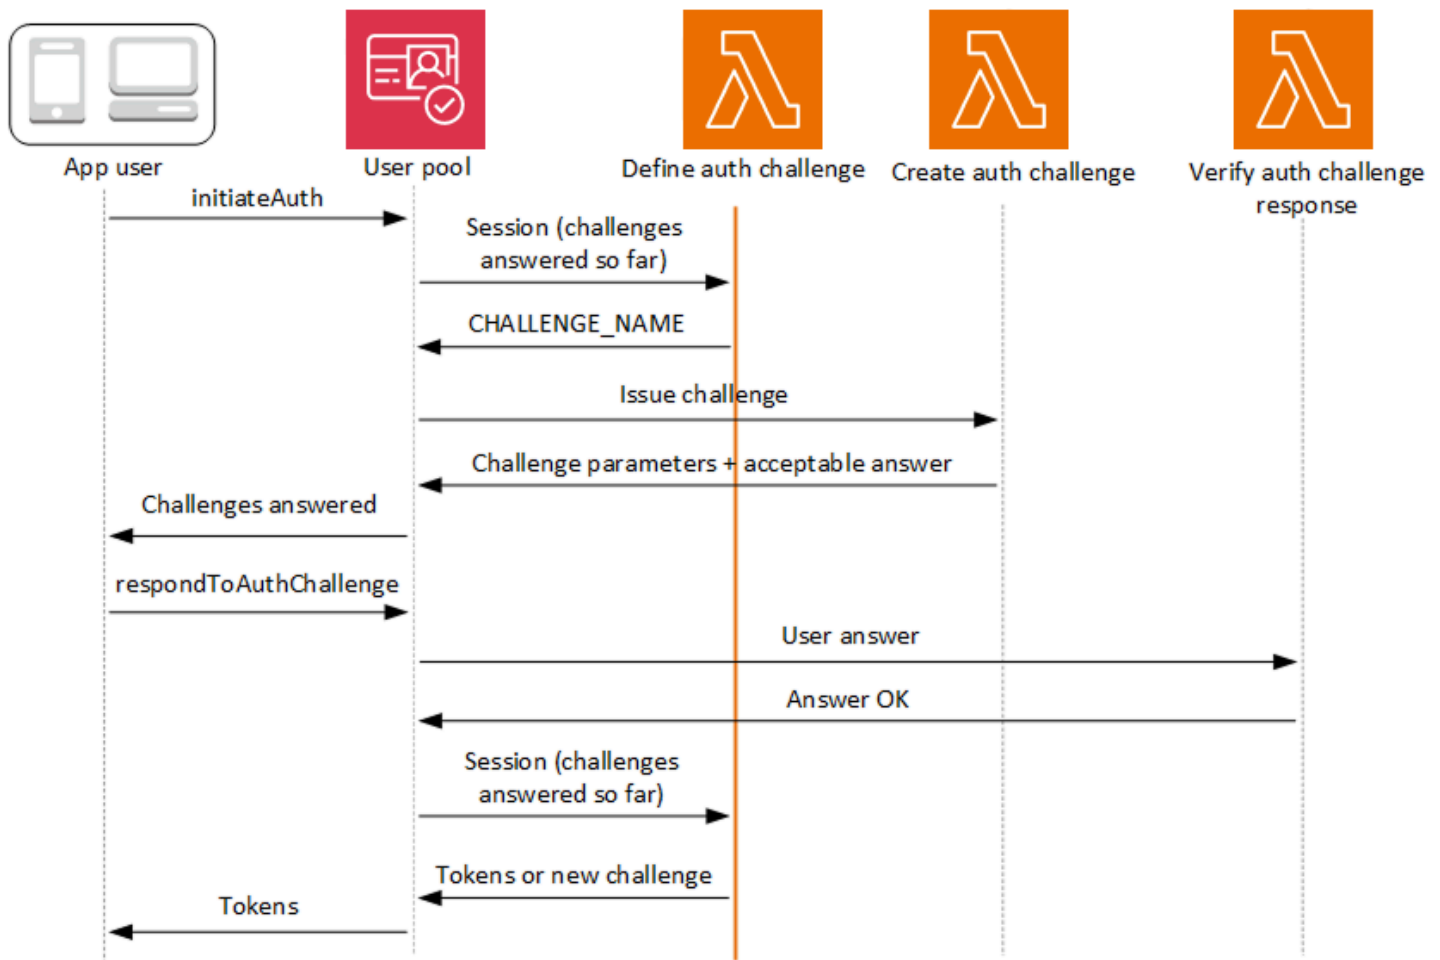 App user
User pool
Define auth challenge
Create auth challenge
Verify auth challenge
response
initiateAuth
Session (challenges
answered so far)
CHALLENGE_NAME
Issue challenge
Challenge parameters + acceptable answer
Challenges answered
respondToAuthChallenge
User answer
Answer OK
Session (challenges
answered so far)
Tokens or new challenge
Tokens